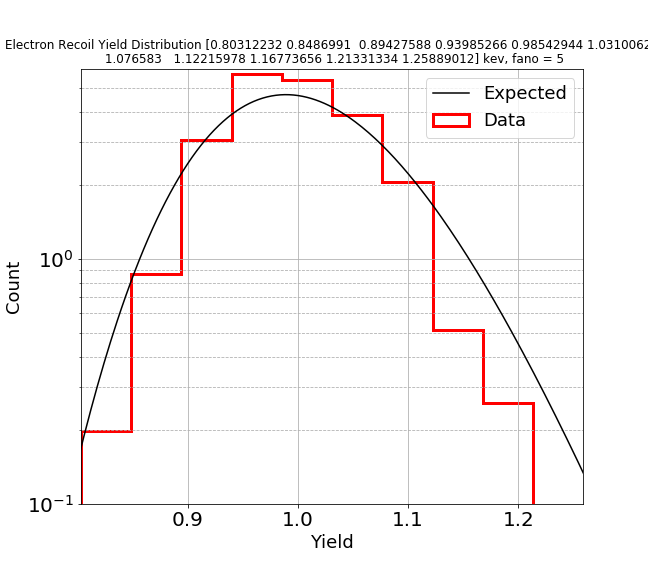 Electron Recoil Yield Distribution [0.80312232 0.8486991  0.89427588 0.93985266 0.98542944 1.0310062
1.076583   1.12215978 1.16773656 1.21331334 1.25889012] kev, fano = 5
Expected
Data
Count
10⁰
10⁻¹
0.9 1.0 1.1 1.2
Yield